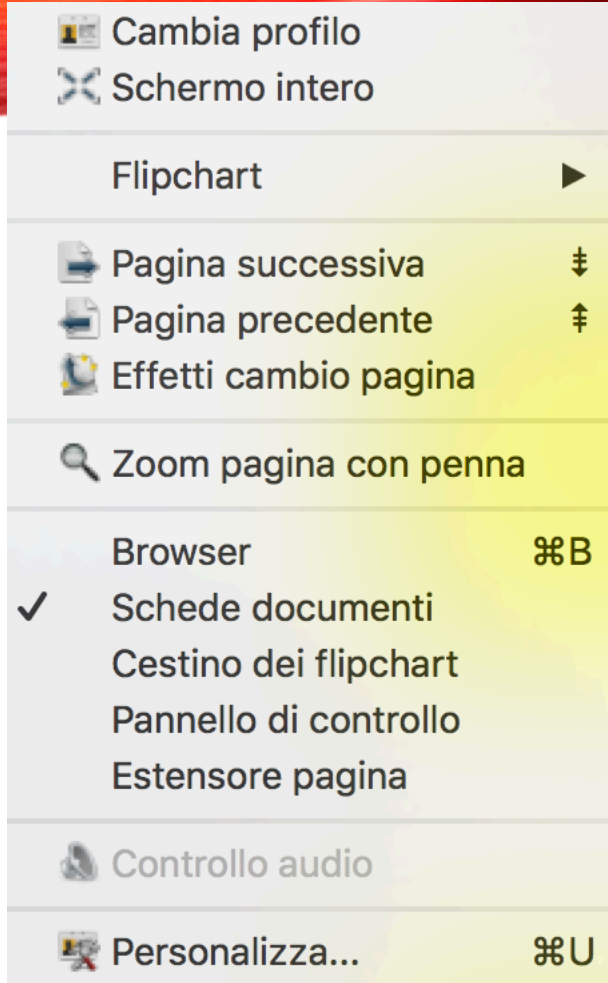 Cambia profilo
Schermo intero
Flipchart ▶
Pagina successiva ⇟
Pagina precedente ⇞
Effetti cambio pagina
Zoom pagina con penna
Browser ⌘B
✓ Schede documenti
Cestino dei flipchart
Pannello di controllo
Estensore pagina
Controllo audio
Personalizza... ⌘U